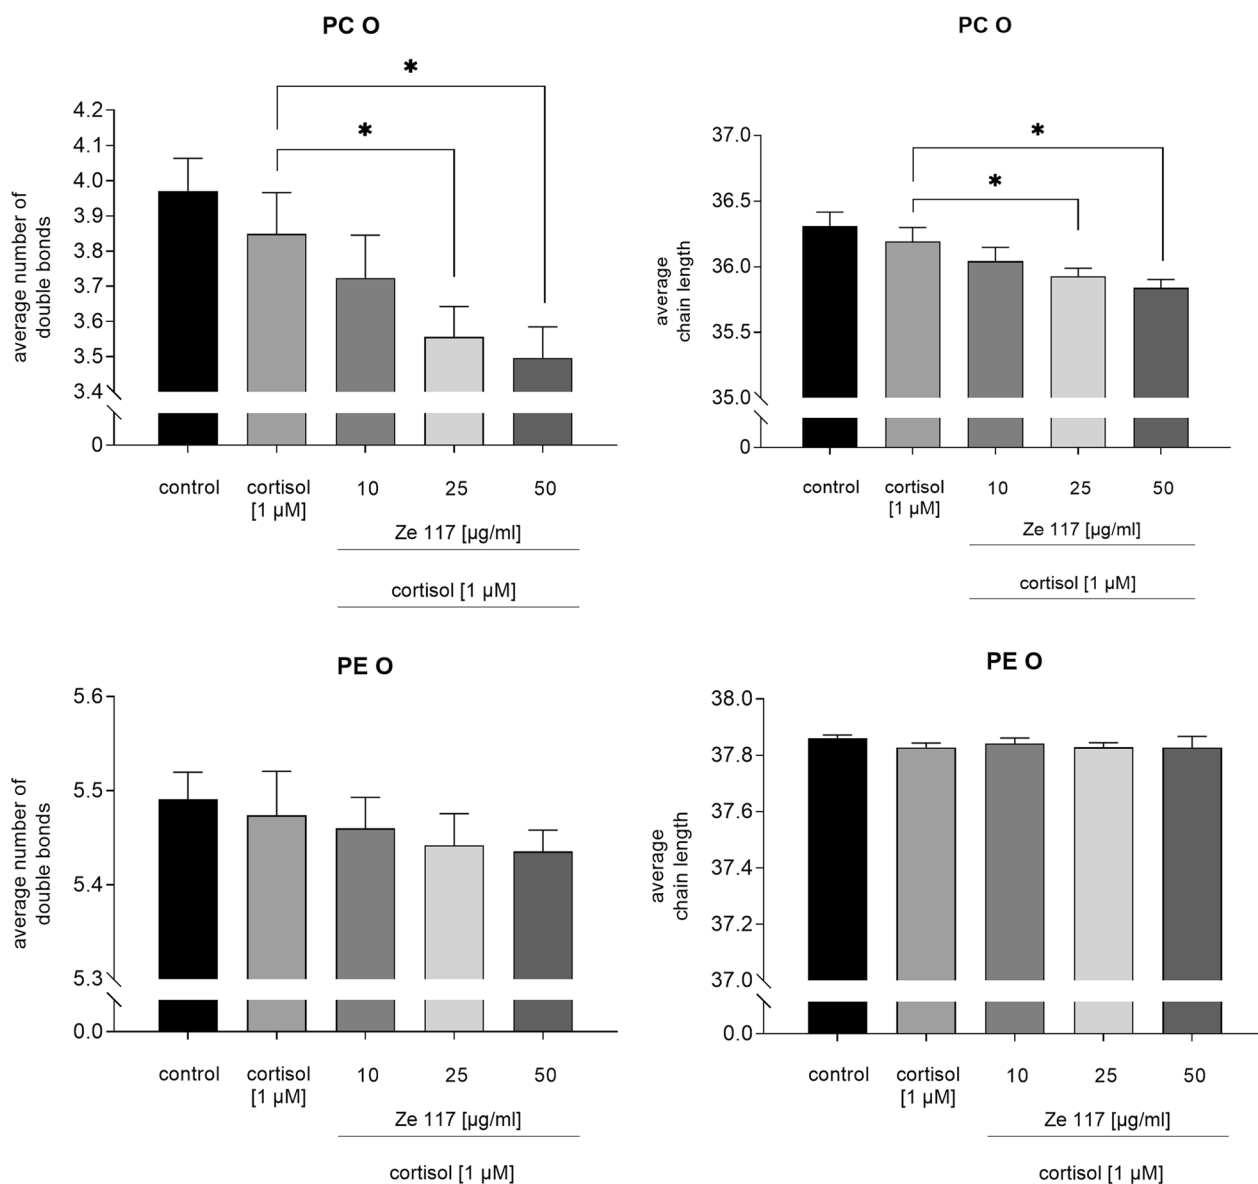 PC O
average number of
double bonds
4.2
4.1
4.0
3.9
3.8
3.7
3.6
3.5
3.4
0
*
*
control
cortisol
[1 µM]
10
25
50
Ze 117 [µg/ml]
cortisol [1 µM]
PC O
average
chain length
37.0
36.5
36.0
35.5
35.0
0
*
*
control
cortisol
[1 µM]
10
25
50
Ze 117 [µg/ml]
cortisol [1 µM]
PE O
average number of
double bonds
5.6
5.5
5.4
5.3
0.0
control
cortisol
[1 µM]
10
25
50
Ze 117 [µg/ml]
cortisol [1 µM]
PE O
average
chain length
38.0
37.8
37.6
37.4
37.2
37.0
0.0
control
cortisol
[1 µM]
10
25
50
Ze 117 [µg/ml]
cortisol [1 µM]